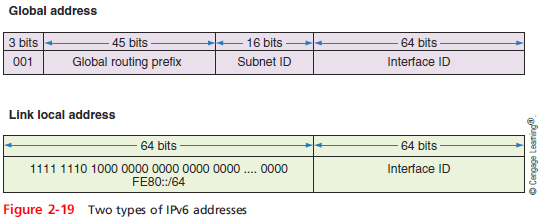 Global address
3 bits 45 bits 16 bits 64 bits
001 Global routing prefix Subnet ID Interface ID
Link local address
64 bits 64 bits
1111 1110 1000 0000 0000 0000 0000 .... 0000 Interface ID
FE80::/64
© Cengage Learning®.
Figure 2-19 Two types of IPv6 addresses